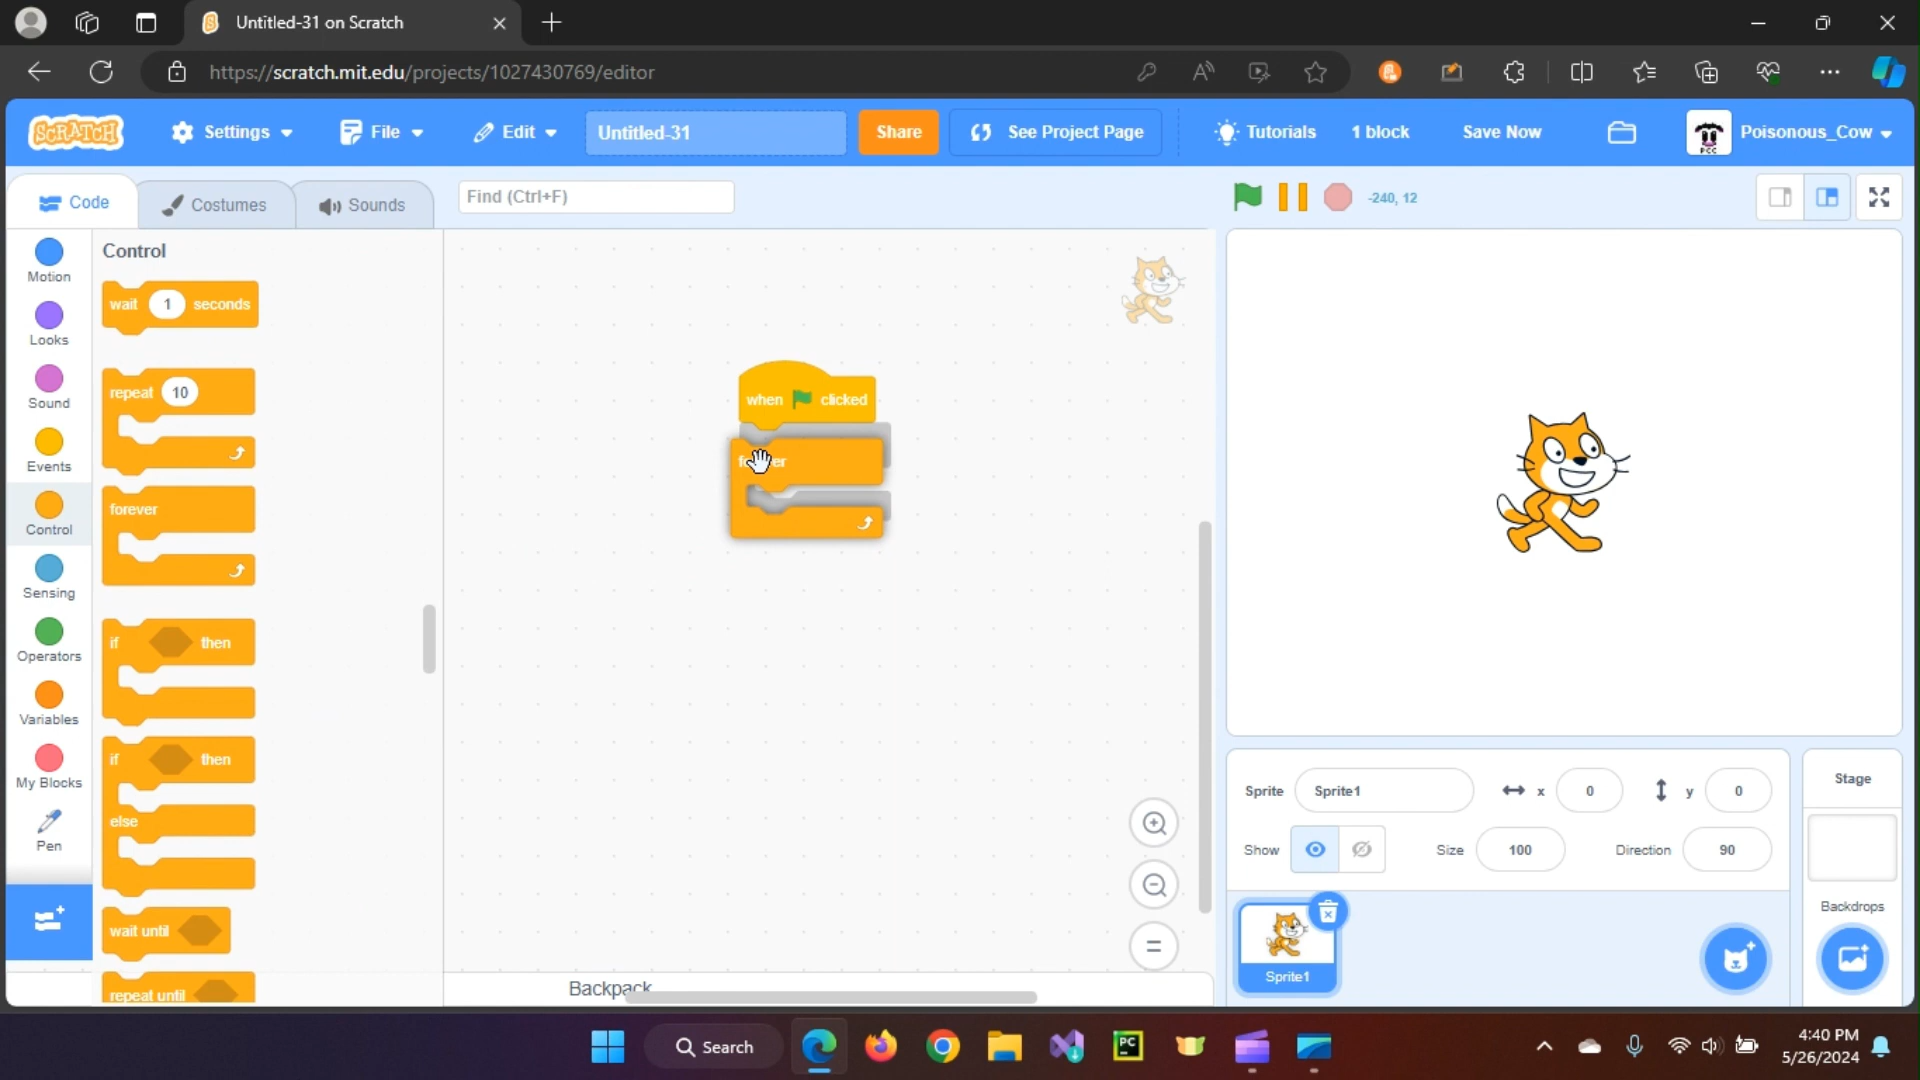 Untitled-31 on Scratch
https://scratch.mit.edu/projects/1027430769/editor
SCRATCH
Settings
File
Edit
Untitled-31
Share
See Project Page
Tutorials
1 block
Save Now
Poisonous_Cow
Code
Costumes
Sounds
Find (Ctrl+F)
-240, 12
Motion
Looks
Sound
Events
Control
Sensing
Operators
Variables
My Blocks
Pen
Control
wait 1 seconds
repeat 10
forever
if then
if then
else
wait until
repeat until
when clicked
forever
Backpack
Sprite Sprite1 x 0 y 0
Show Size 100 Direction 90
Sprite1
Stage
Backdrops
Search
PC
4:40 PM
5/26/2024